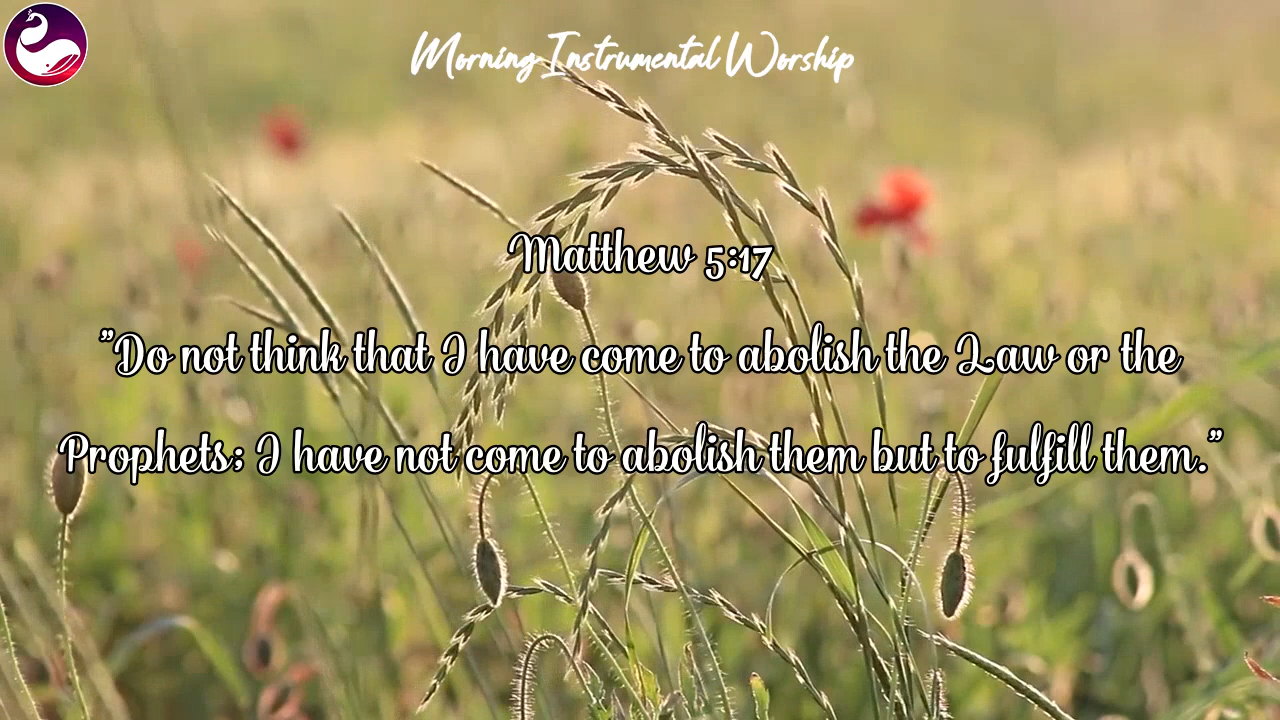 Morning Instrumental Worship
Matthew 5:17
"Do not think that I have come to abolish the Law or the
Prophets; I have not come to abolish them but to fulfill them."